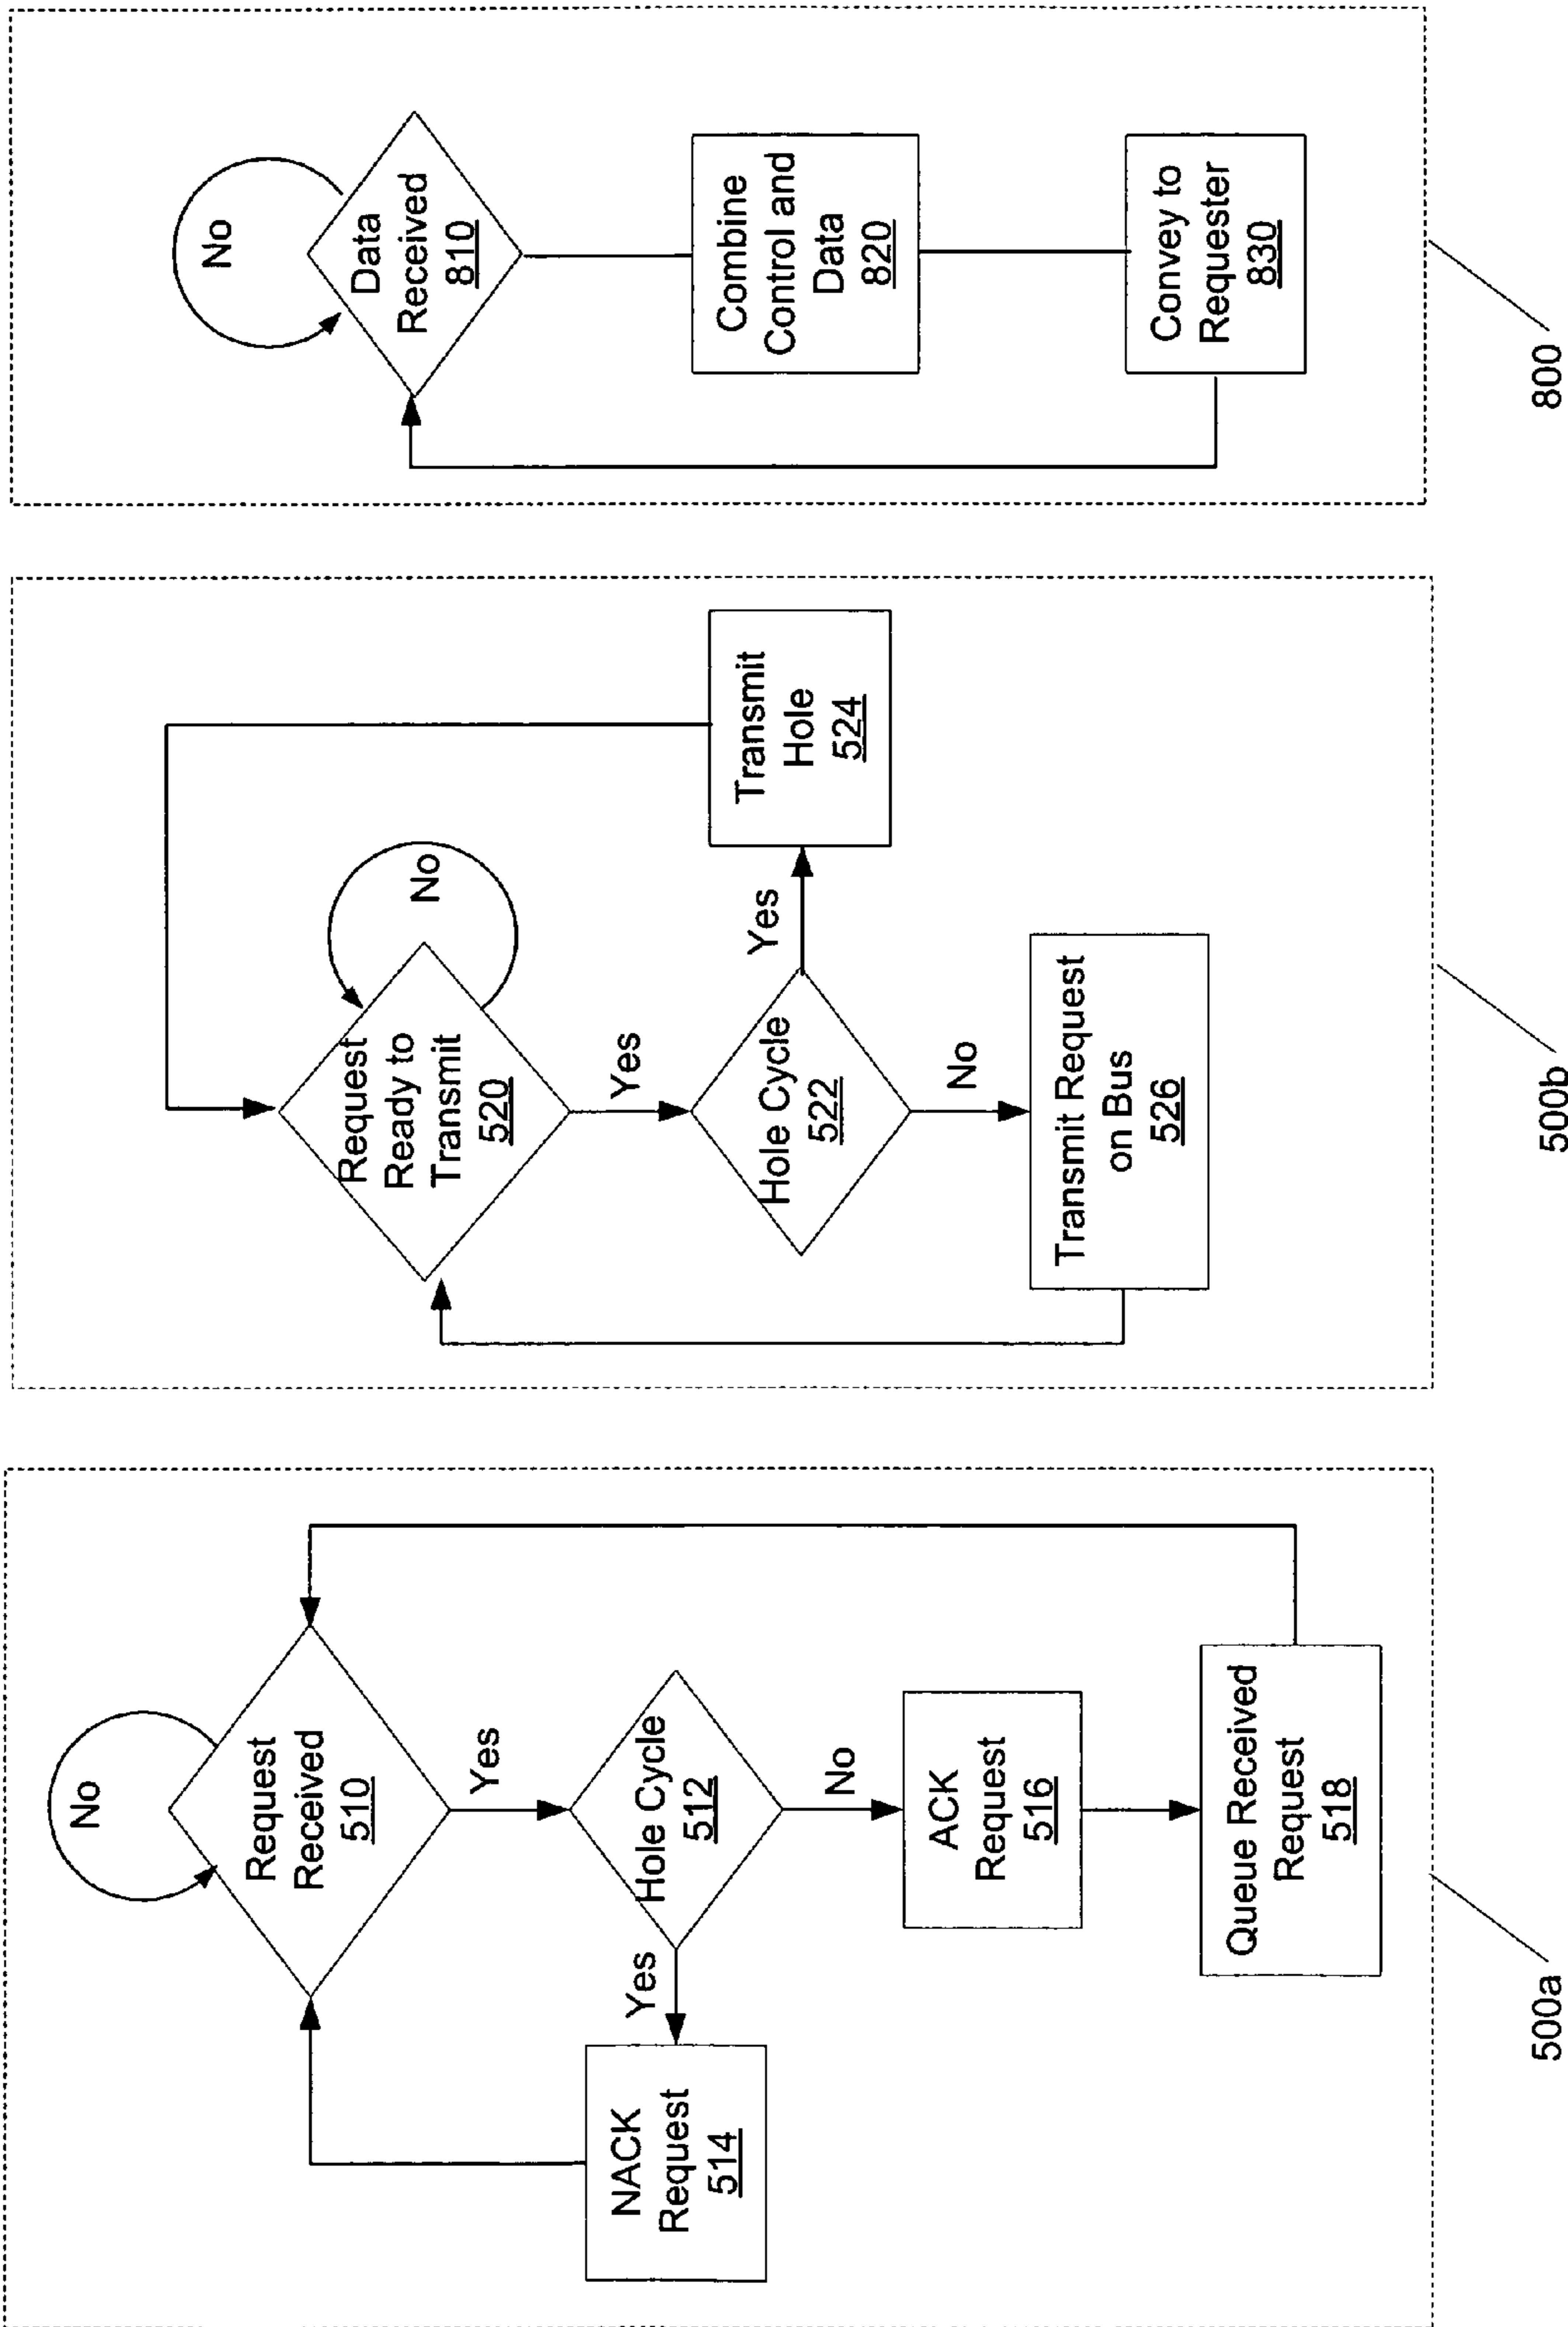 No
Request
Received
510
Yes
Hole Cycle
512
Yes
NACK
Request
514
No
ACK
Request
516
Queue Received
Request
518
500a
Request
Ready to
Transmit
520
No
Yes
Hole Cycle
522
Yes
Transmit
Hole
524
No
Transmit Request
on Bus
526
500b
No
Data
Received
810
Combine
Control and
Data
820
Convey to
Requester
830
800